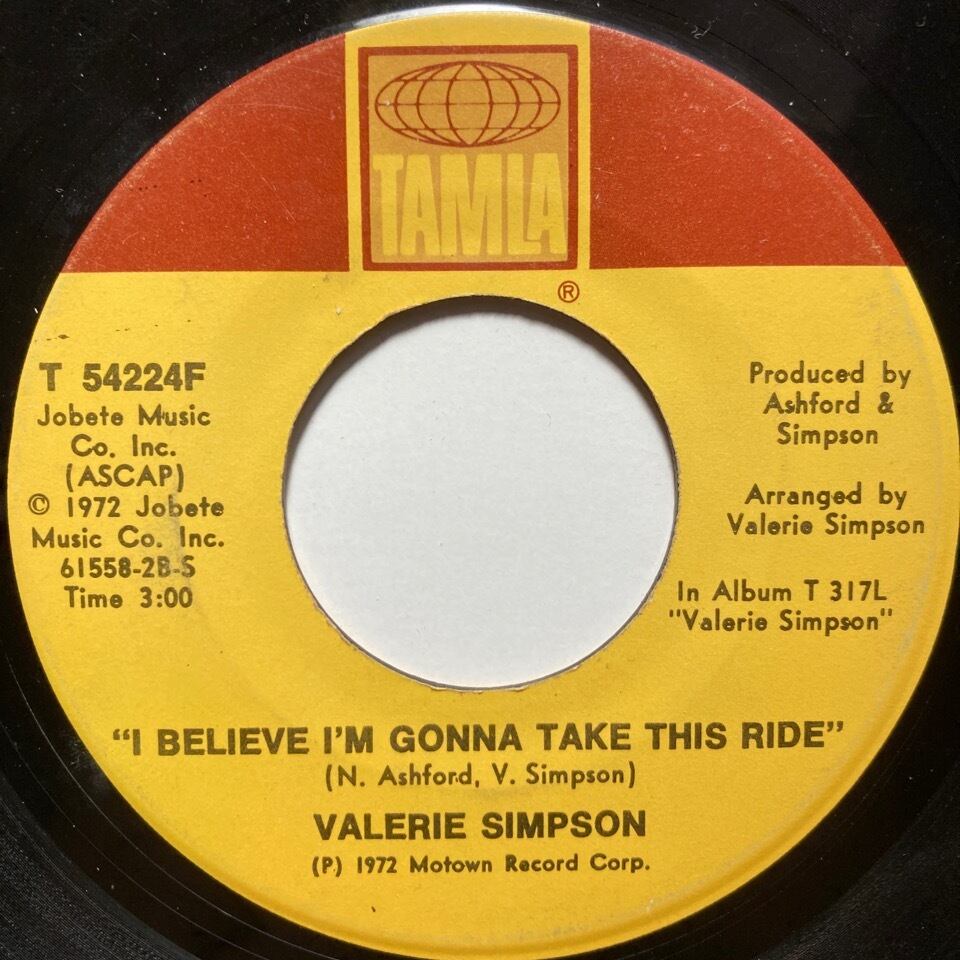 TAMLA
®
T 54224F
Jobete Music
Co. Inc.
(ASCAP)
© 1972 Jobete
Music Co. Inc.
61558-2B-S
Time 3:00
Produced by
Ashford &
Simpson
Arranged by
Valerie Simpson
In Album T 317L
"Valerie Simpson"
"I BELIEVE I'M GONNA TAKE THIS RIDE"
(N. Ashford, V. Simpson)
VALERIE SIMPSON
(P) 1972 Motown Record Corp.